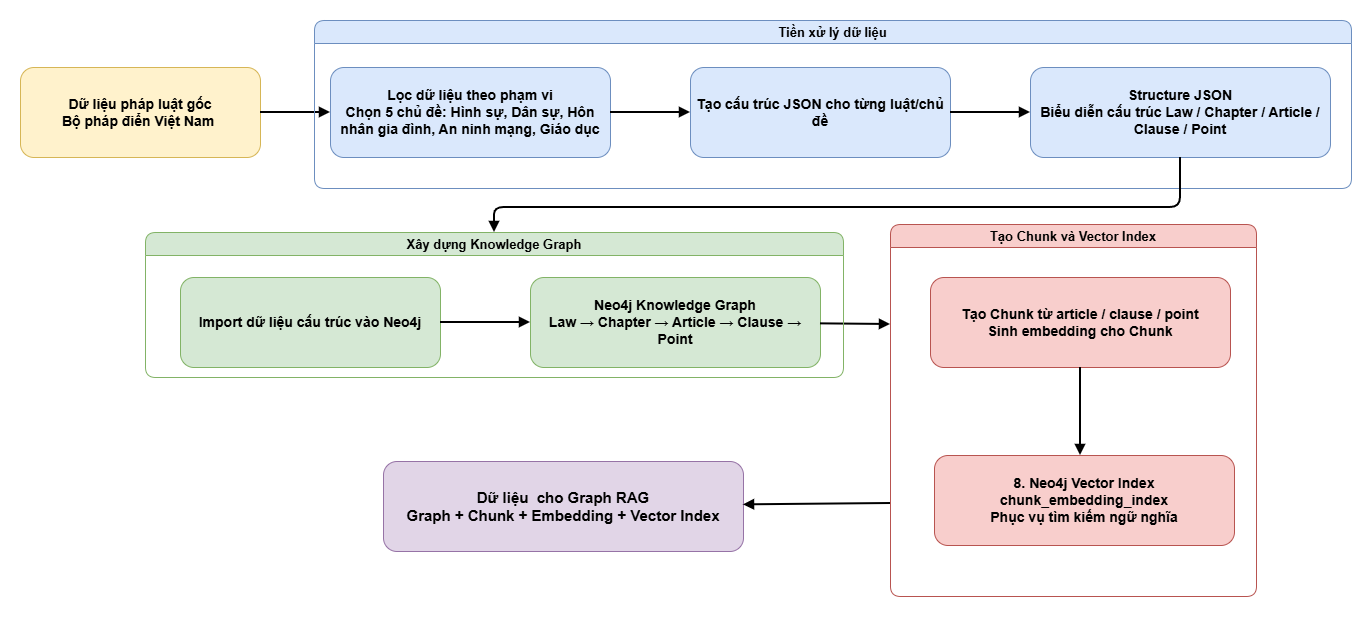 Tiền xử lý dữ liệu
Dữ liệu pháp luật gốc
Bộ pháp điển Việt Nam
Lọc dữ liệu theo phạm vi
Chọn 5 chủ đề: Hình sự, Dân sự, Hôn
nhân gia đình, An ninh mạng, Giáo dục
Tạo cấu trúc JSON cho từng luật/chủ
đề
Structure JSON
Biểu diễn cấu trúc Law / Chapter / Article /
Clause / Point
Xây dựng Knowledge Graph
Import dữ liệu cấu trúc vào Neo4j
Neo4j Knowledge Graph
Law → Chapter → Article → Clause →
Point
Tạo Chunk và Vector Index
Tạo Chunk từ article / clause / point
Sinh embedding cho Chunk
8. Neo4j Vector Index
chunk_embedding_index
Phục vụ tìm kiếm ngữ nghĩa
Dữ liệu  cho Graph RAG
Graph + Chunk + Embedding + Vector Index